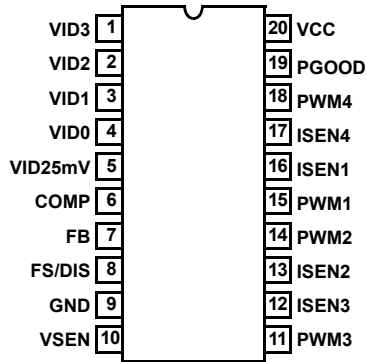 VID3 1 20 VCC
VID2 2 19 PGOOD
VID1 3 18 PWM4
VID0 4 17 ISEN4
VID25mV 5 16 ISEN1
COMP 6 15 PWM1
FB 7 14 PWM2
FS/DIS 8 13 ISEN2
GND 9 12 ISEN3
VSEN 10 11 PWM3